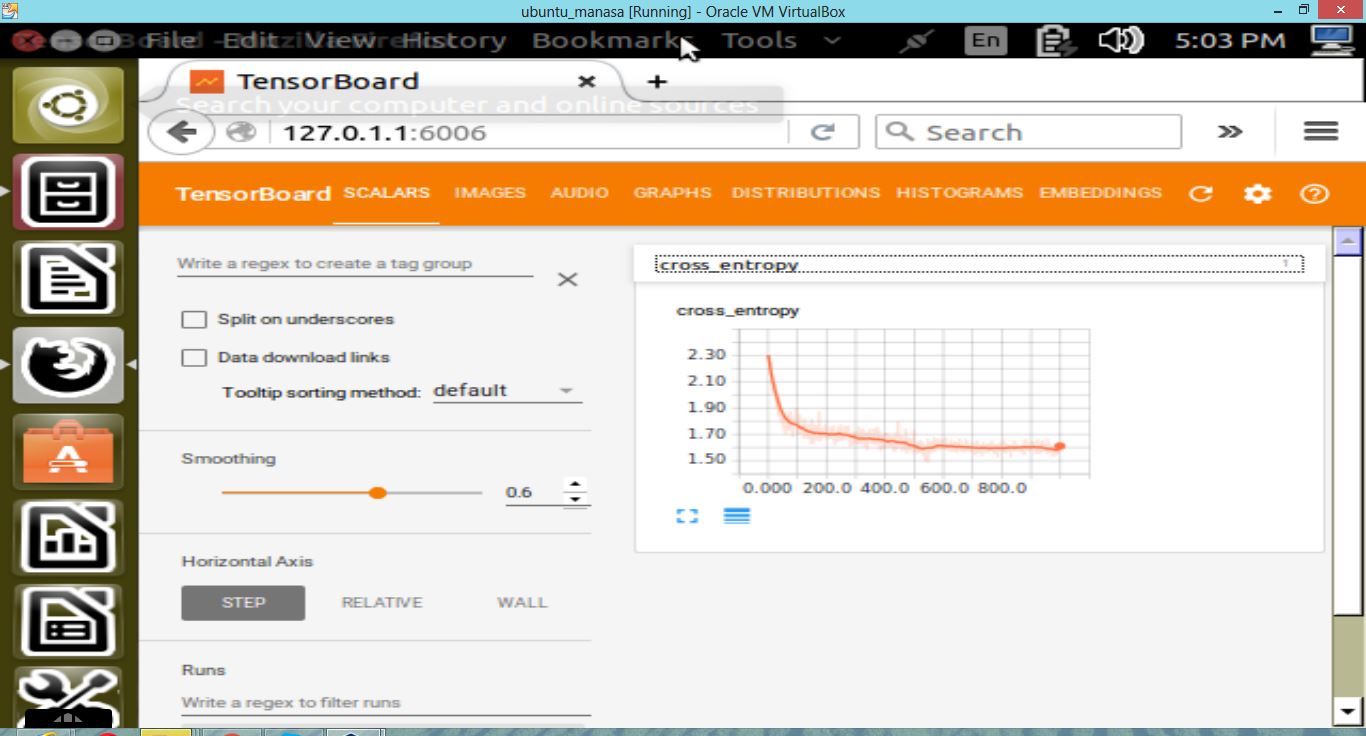 ubuntu_manasa [Running] - Oracle VM VirtualBox
File Edit View History Bookmarks Tools En 5:03 PM
TensorBoard
Search your computer and online sources
127.0.1.1:6006 Search
TensorBoard SCALARS IMAGES AUDIO GRAPHS DISTRIBUTIONS HISTOGRAMS EMBEDDINGS
Write a regex to create a tag group
Split on underscores
Data download links
Tooltip sorting method: default
Smoothing
0.6
Horizontal Axis
STEP RELATIVE WALL
Runs
Write a regex to filter runs
cross_entropy 1
cross_entropy
2.30
2.10
1.90
1.70
1.50
0.000 200.0 400.0 600.0 800.0